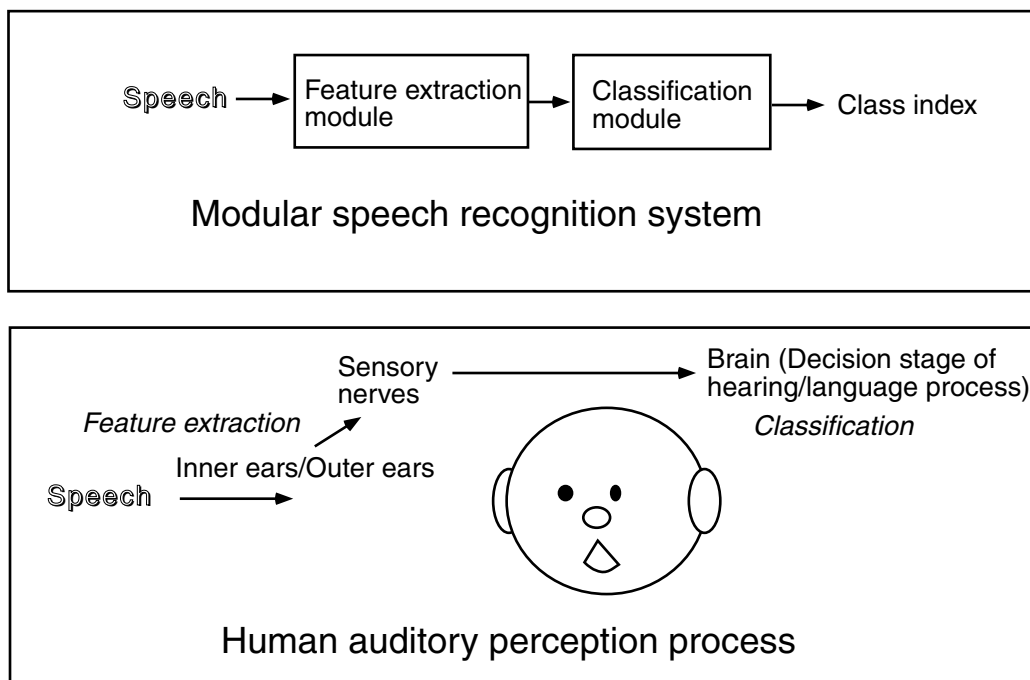 Speech
Feature extraction
module
Classification
module
Class index
Modular speech recognition system
Sensory
nerves
Brain (Decision stage of
hearing/language process)
Feature extraction
Classification
Inner ears/Outer ears
Speech
Human auditory perception process